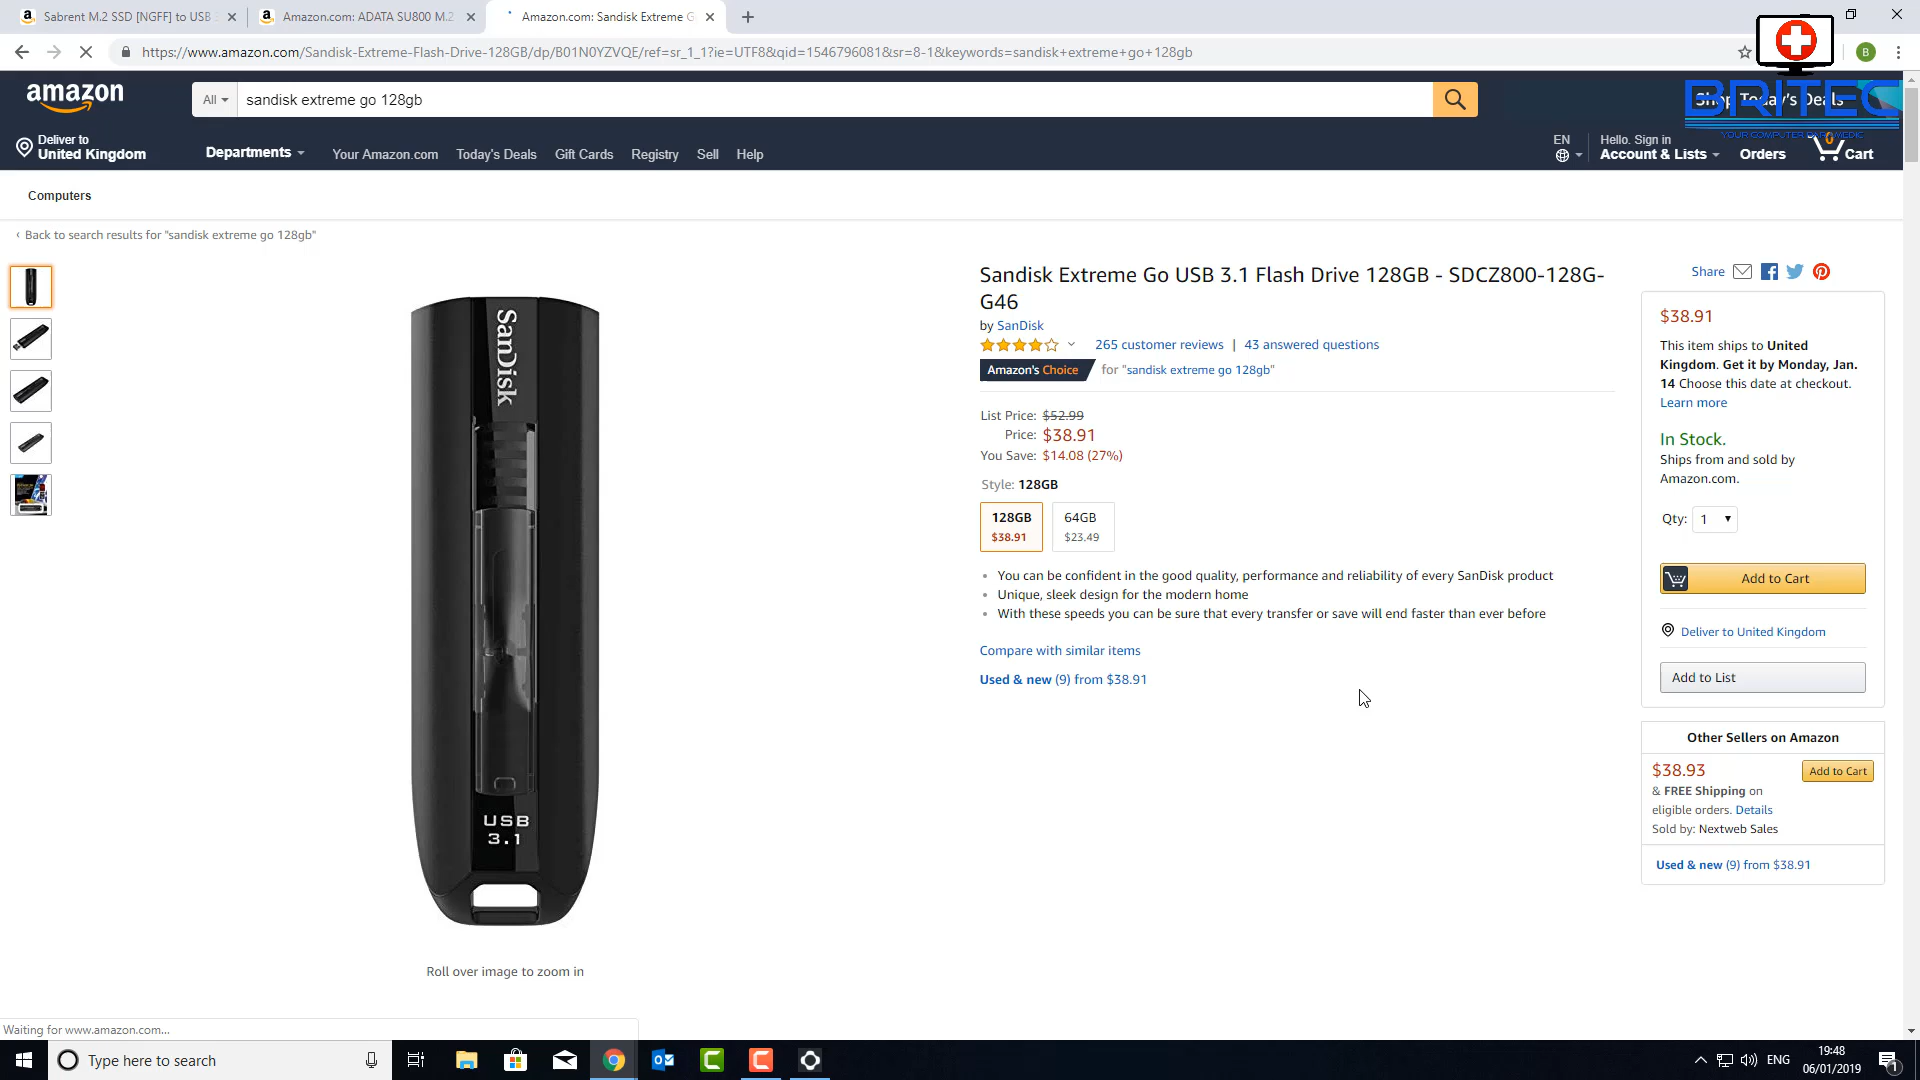 Sabrent M.2 SSD [NGFF] to USB
Amazon.com: ADATA SU800 M.2
Amazon.com: Sandisk Extreme G
https://www.amazon.com/Sandisk-Extreme-Flash-Drive-128GB/dp/B01N0YZVQE/ref=sr_1_1?ie=UTF8&qid=1546796081&sr=8-1&keywords=sandisk+extreme+go+128gb
B
amazon
All
sandisk extreme go 128gb
Shop Today's Deals
BRITEC
YOUR COMPUTER PARAMEDIC
Deliver to
United Kingdom
Departments
Your Amazon.com
Today's Deals
Gift Cards
Registry
Sell
Help
EN
Hello. Sign in
Account & Lists
Orders
0
Cart
Computers
‹ Back to search results for "sandisk extreme go 128gb"
SanDisk
USB
3.1
Roll over image to zoom in
Sandisk Extreme Go USB 3.1 Flash Drive 128GB - SDCZ800-128G-
G46
by SanDisk
265 customer reviews | 43 answered questions
Amazon's Choice for "sandisk extreme go 128gb"
List Price: $52.99
Price: $38.91
You Save: $14.08 (27%)
Style: 128GB
128GB
$38.91
64GB
$23.49
• You can be confident in the good quality, performance and reliability of every SanDisk product
• Unique, sleek design for the modern home
• With these speeds you can be sure that every transfer or save will end faster than ever before
Compare with similar items
Used & new (9) from $38.91
Share
$38.91
This item ships to United
Kingdom. Get it by Monday, Jan.
14 Choose this date at checkout.
Learn more
In Stock.
Ships from and sold by
Amazon.com.
Qty: 1
Add to Cart
Deliver to United Kingdom
Add to List
Other Sellers on Amazon
$38.93
Add to Cart
& FREE Shipping on
eligible orders. Details
Sold by: Nextweb Sales
Used & new (9) from $38.91
Waiting for www.amazon.com...
Type here to search
ENG
19:48
06/01/2019
1